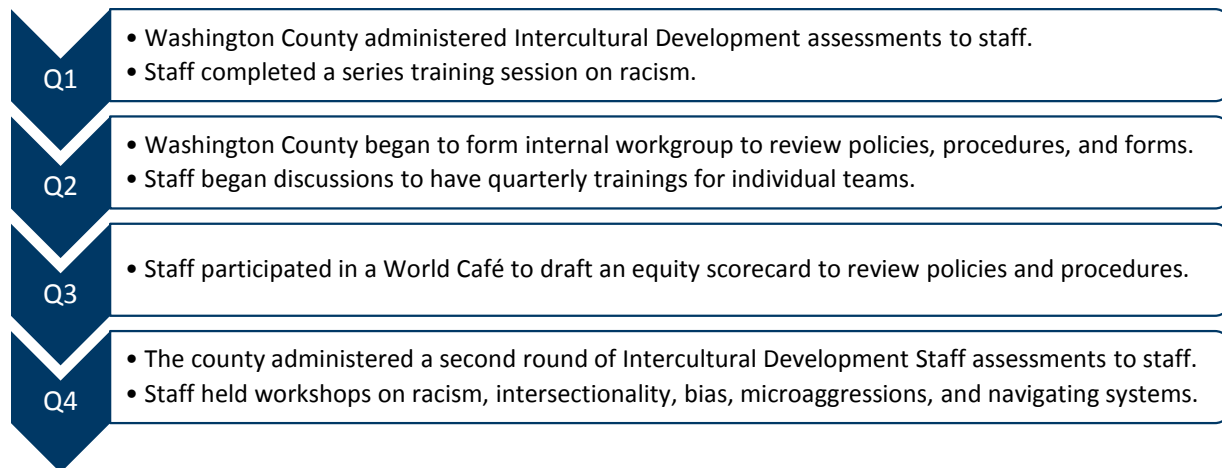 Q1
• Washington County administered Intercultural Development assessments to staff.
• Staff completed a series training session on racism.
Q2
• Washington County began to form internal workgroup to review policies, procedures, and forms.
• Staff began discussions to have quarterly trainings for individual teams.
Q3
• Staff participated in a World Café to draft an equity scorecard to review policies and procedures.
Q4
• The county administered a second round of Intercultural Development Staff assessments to staff.
• Staff held workshops on racism, intersectionality, bias, microaggressions, and navigating systems.